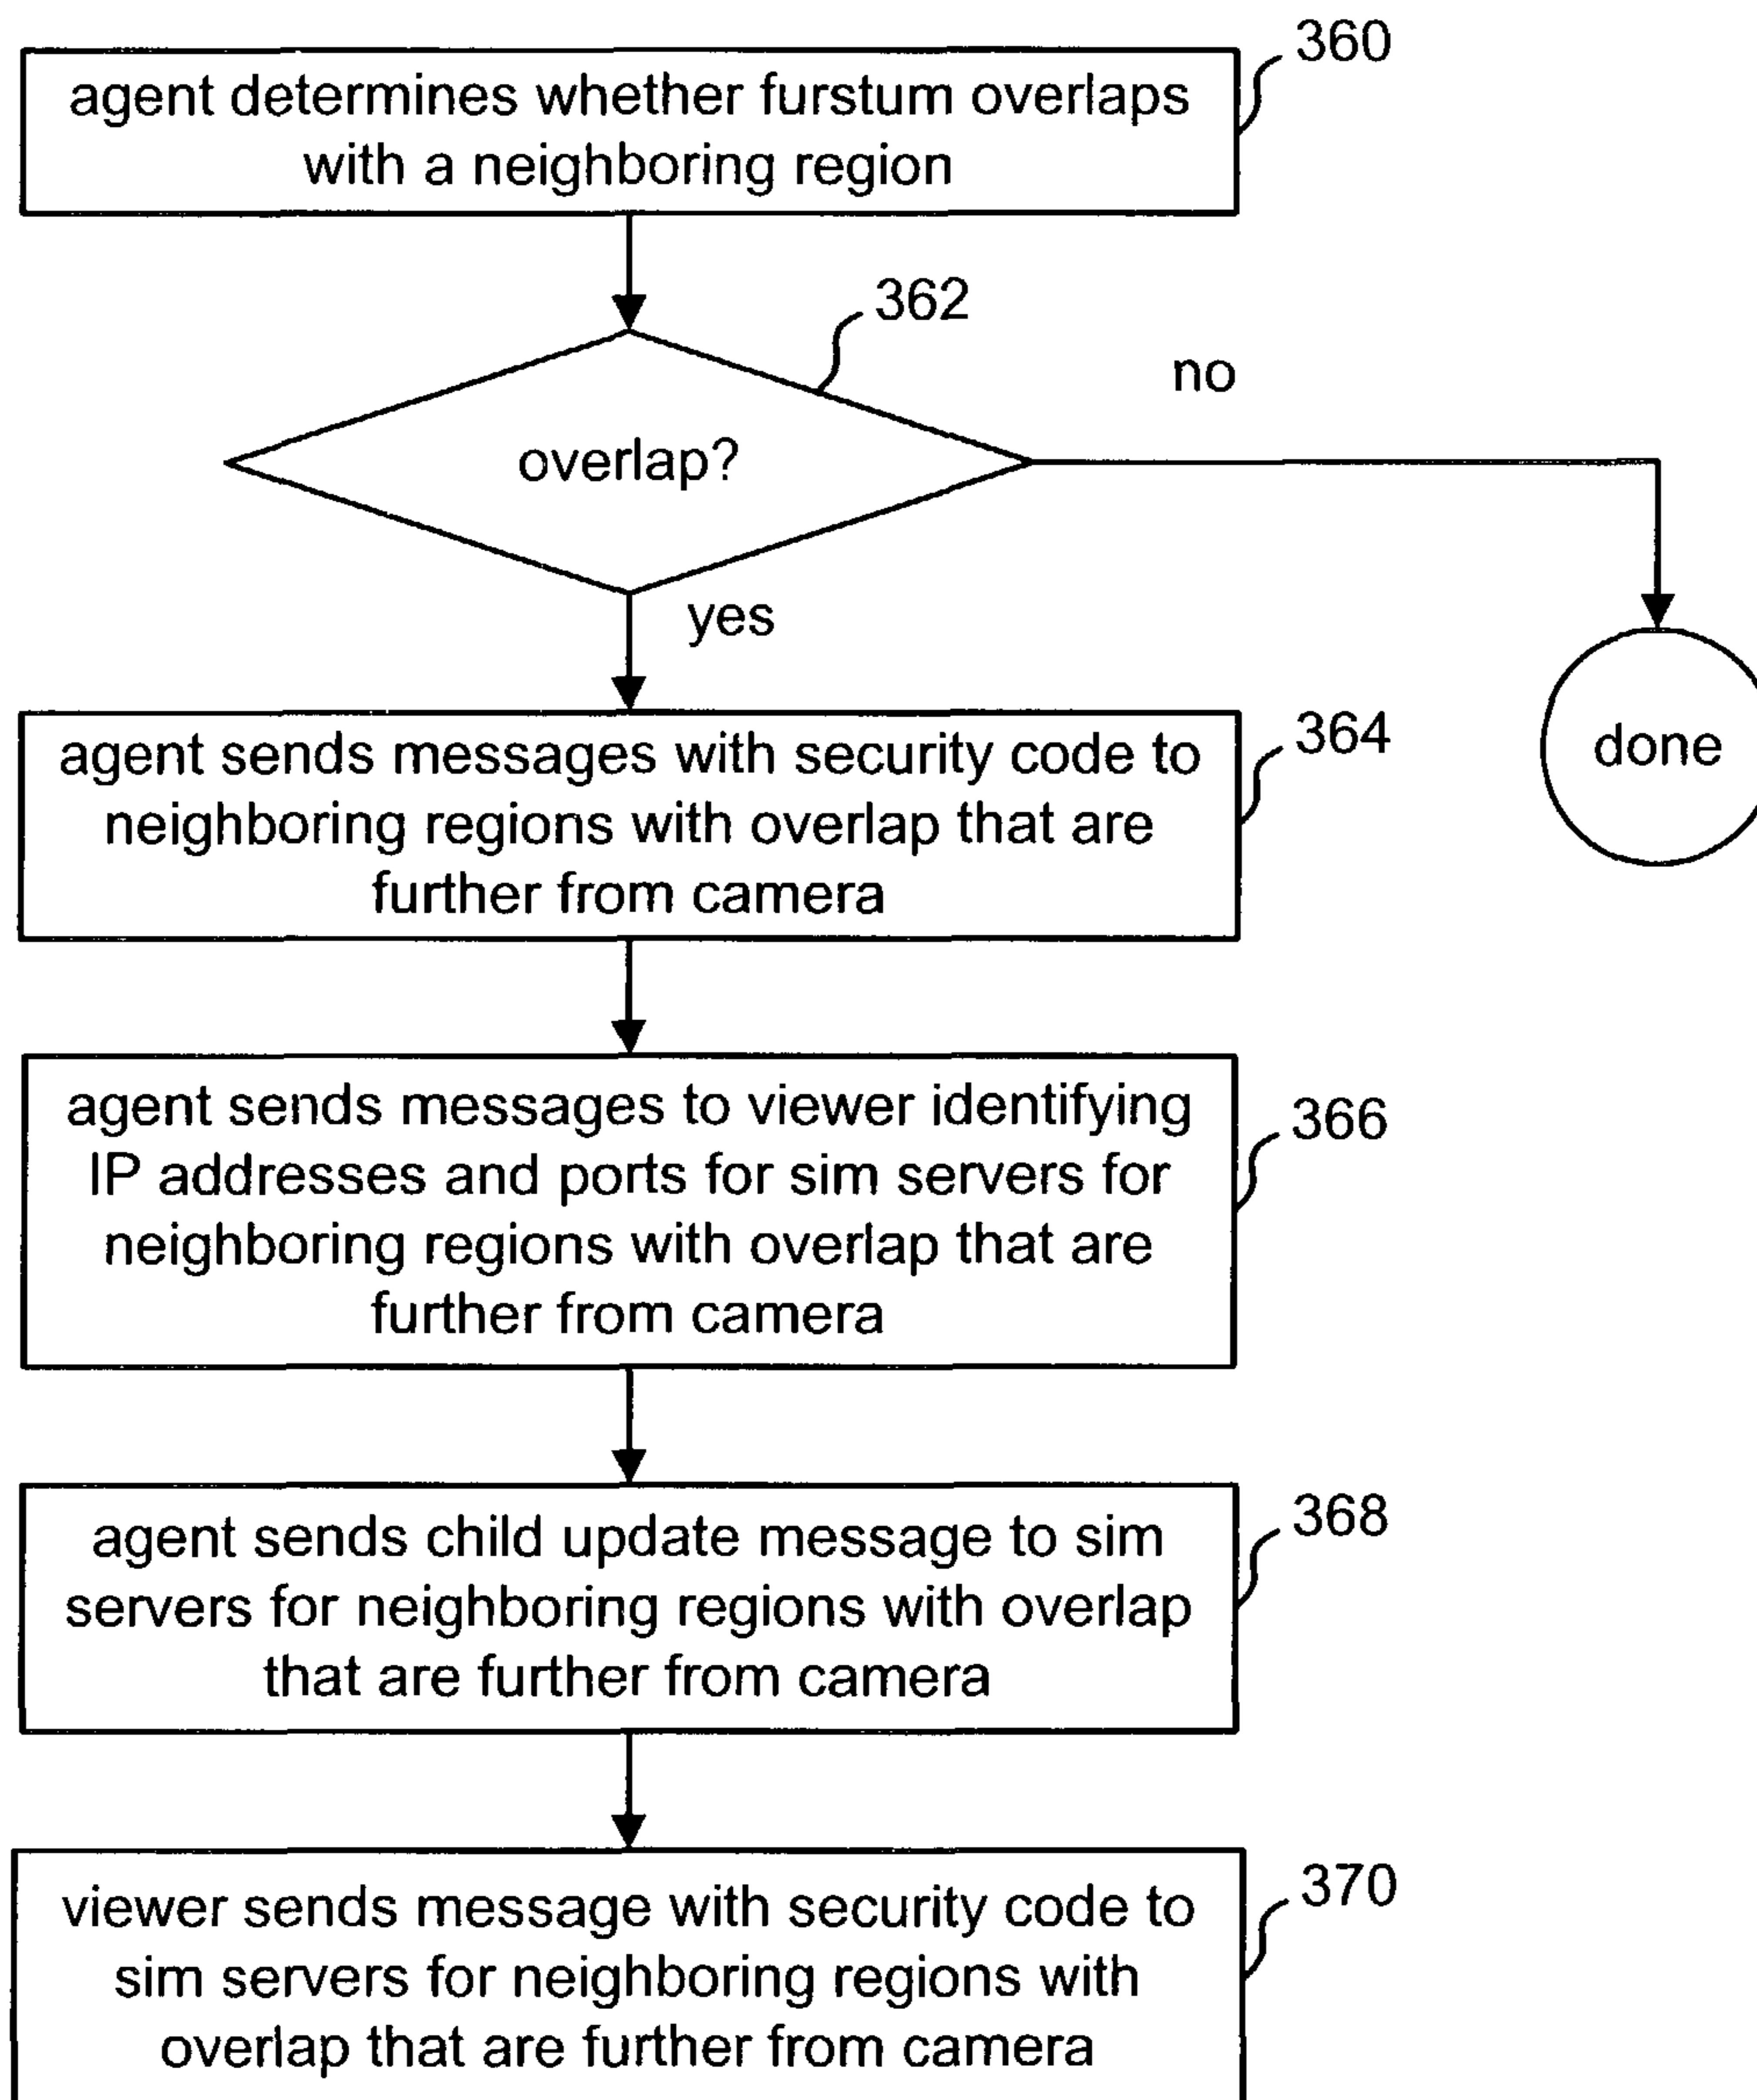 360
agent determines whether furstum overlaps
with a neighboring region
362
no
overlap?
yes
364
agent sends messages with security code to
neighboring regions with overlap that are
further from camera
done
366
agent sends messages to viewer identifying
IP addresses and ports for sim servers for
neighboring regions with overlap that are
further from camera
368
agent sends child update message to sim
servers for neighboring regions with overlap
that are further from camera
370
viewer sends message with security code to
sim servers for neighboring regions with
overlap that are further from camera